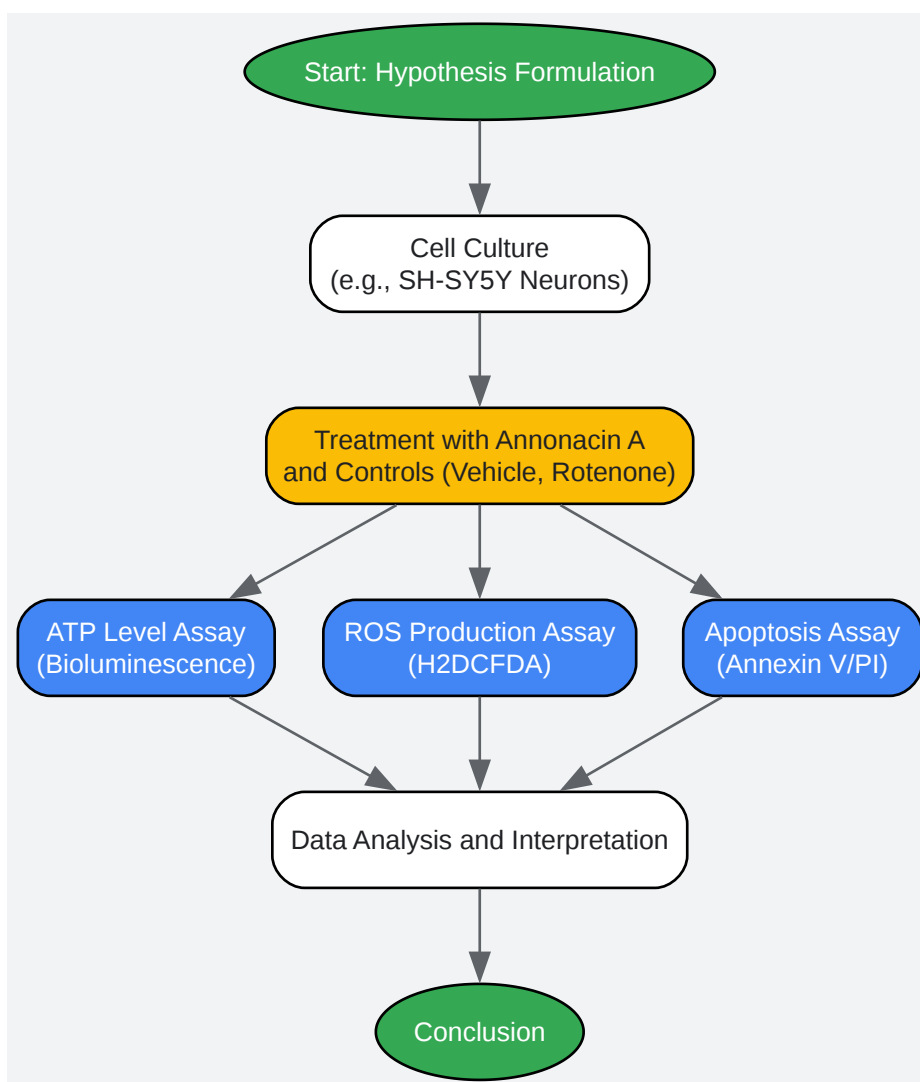 Start: Hypothesis Formulation
Cell Culture
(e.g., SH-SY5Y Neurons)
Treatment with Annonacin A
and Controls (Vehicle, Rotenone)
ATP Level Assay
(Bioluminescence)
ROS Production Assay
(H2DCFDA)
Apoptosis Assay
(Annexin V/PI)
Data Analysis and Interpretation
Conclusion